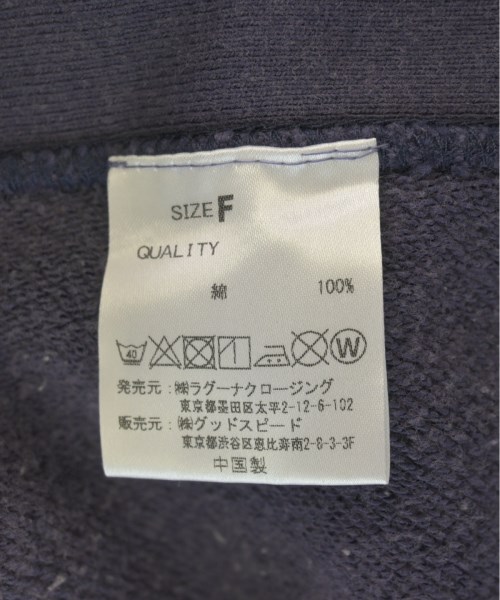 SIZE F
QUALITY
綿 100%
40 W
発売元：㈱ラグーナクロージング
東京都墨田区太平2-12-6-102
販売元：㈱グッドスピード
東京都渋谷区恵比寿南2-8-3-3F
中国製